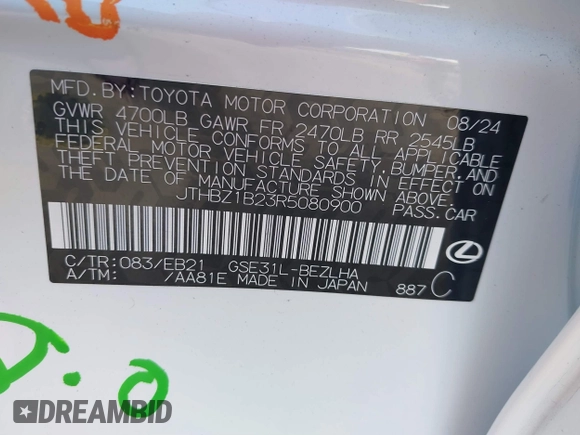 MFD. BY: TOYOTA MOTOR CORPORATION 08/24
GVWR 4700LB GAWR FR 2470LB RR 2545LB
THIS VEHICLE CONFORMS TO ALL APPLICABLE
FEDERAL MOTOR VEHICLE SAFETY, BUMPER, AND
THEFT PREVENTION STANDARDS IN EFFECT ON
THE DATE OF MANUFACTURE SHOWN ABOVE.
JTHBZ1B23R5080900 PASS. CAR
C/TR: 083/EB21 GSE31L-BEZLHA
A/TM: /AA81E MADE IN JAPAN 887 C
D.O
DREAMBID